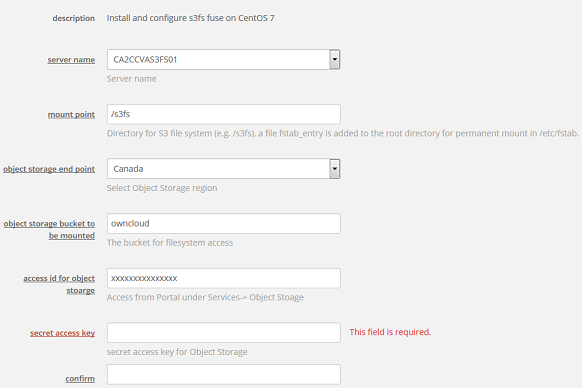 description Install and configure s3fs fuse on CentOS 7
server name CA2CCVAS3FS01
Server name
mount point /s3fs
Directory for S3 file system (e.g. /s3fs), a file fstab_entry is added to the root directory for permanent mount in /etc/fstab.
object storage end point Canada
Select Object Storage region
object storage bucket to be mounted owncloud
The bucket for filesystem access
access id for object stoarge xxxxxxxxxxxxxxx
Access from Portal under Services-> Object Stoage
secret access key This field is required.
secret access key for Object Storage
confirm